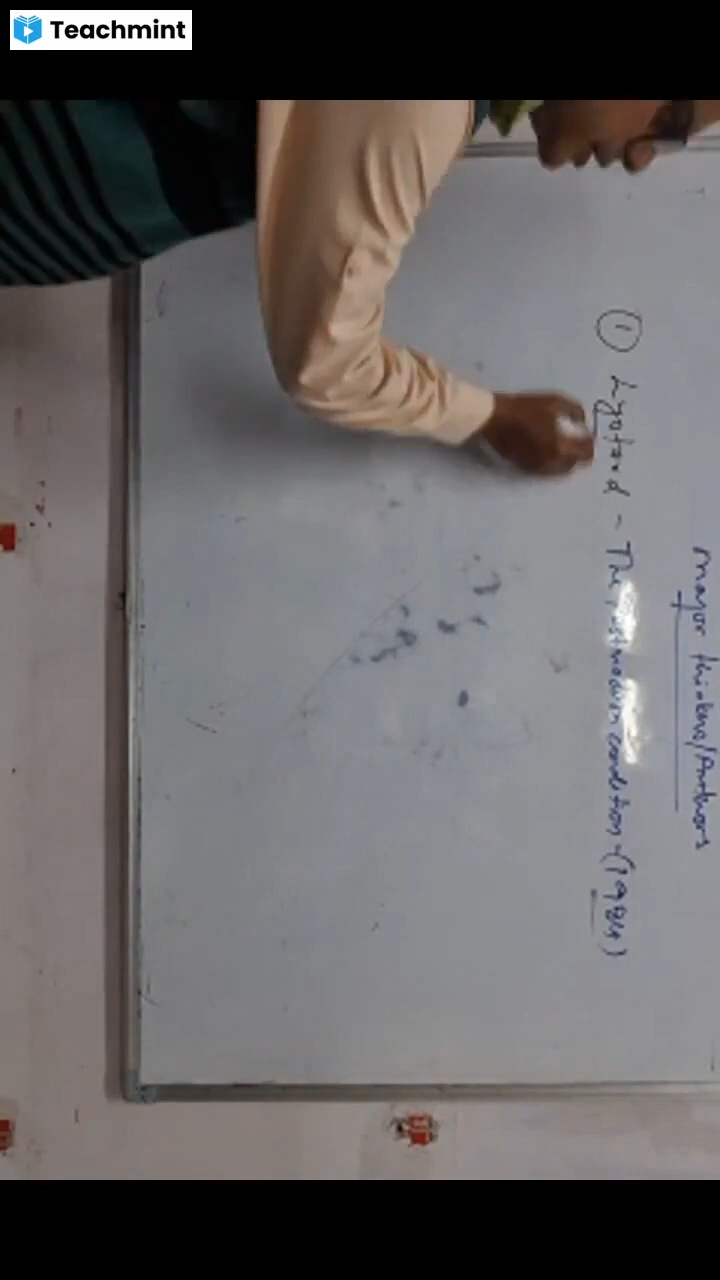 Teachmint
Major thinkers/Authors
① Lyotard - The Postmodern condition - (1984)